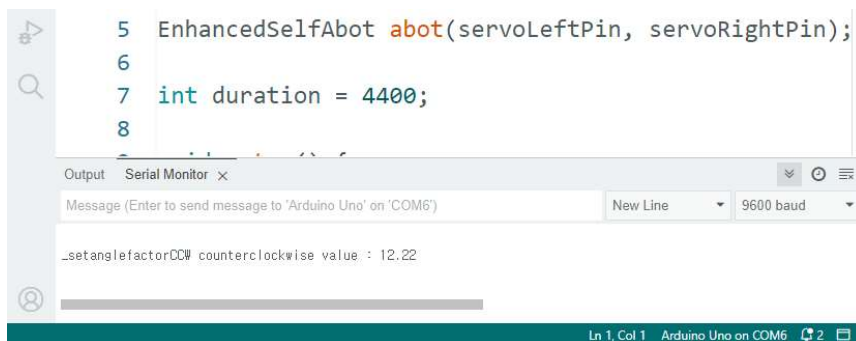 5 EnhancedSelfAbot abot(servoLeftPin, servoRightPin);
6
7 int duration = 4400;
8
Output Serial Monitor ×
Message (Enter to send message to 'Arduino Uno' on 'COM6') New Line 9600 baud
_setanglefactorCCW counterclockwise value : 12.22
Ln 1, Col 1 Arduino Uno on COM6 2